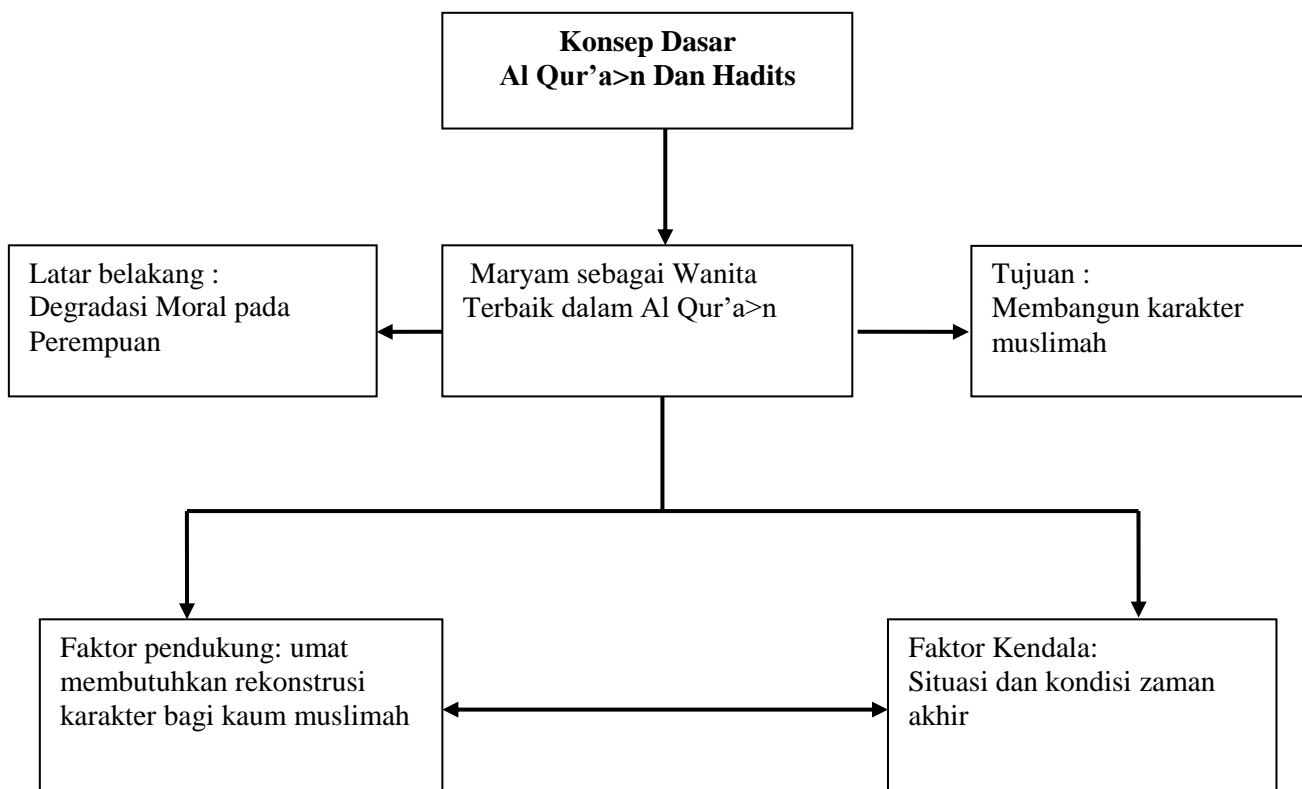 Konsep Dasar
Al Qur’a>n Dan Hadits
Latar belakang :
Degradasi Moral pada
Perempuan
Maryam sebagai Wanita
Terbaik dalam Al Qur’a>n
Tujuan :
Membangun karakter
muslimah
Faktor pendukung: umat
membutuhkan rekonstrusi
karakter bagi kaum muslimah
Faktor Kendala:
Situasi dan kondisi zaman
akhir